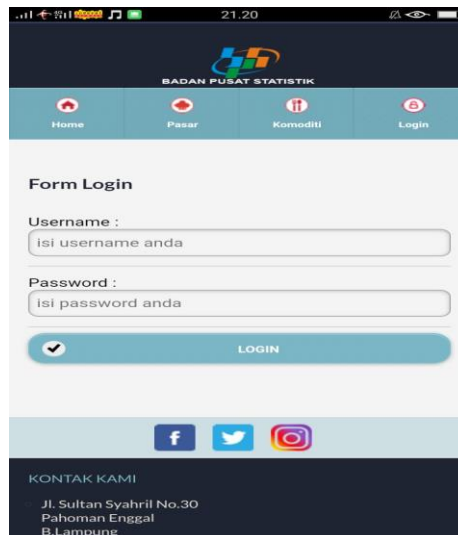 21.20
BADAN PUSAT STATISTIK
Home Pasar Komoditi Login
Form Login
Username :
isi username anda
Password :
isi password anda
LOGIN
KONTAK KAMI
Jl. Sultan Syahril No.30
Pahoman Enggal
B.Lampung